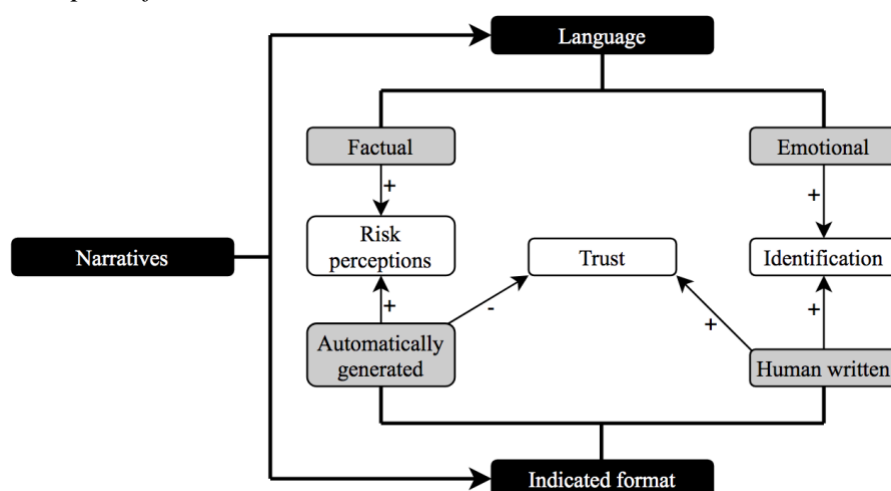 Language
Factual
Emotional
+
+
Risk
perceptions
Trust
Identification
Narratives
+
-
+
+
Automatically
generated
Human written
Indicated format